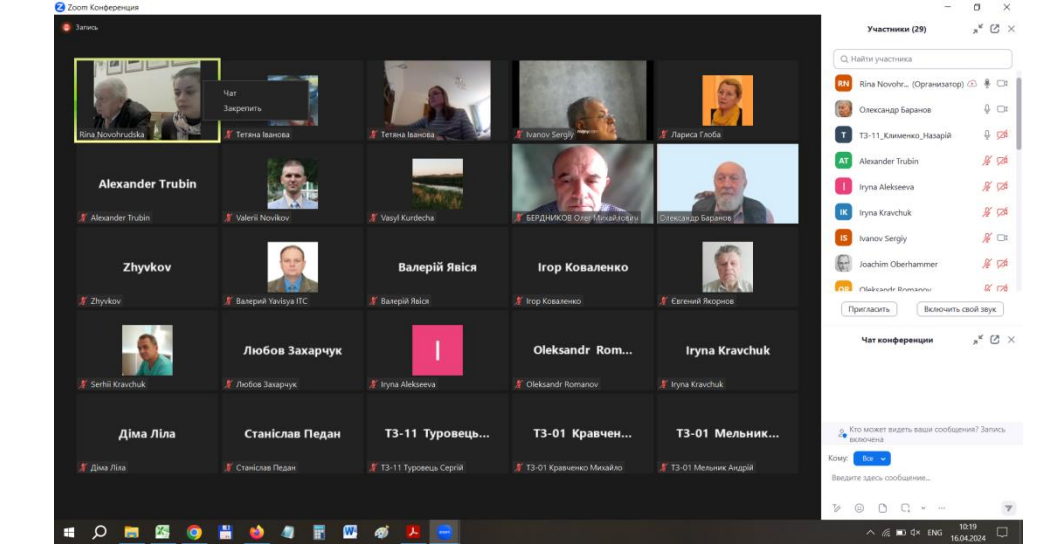 Zoom Конференция
Запись
Участники (29)
Найти участника
RN Rina Novohr... (Организатор)
Олександр Баранов
T ТЗ-11_Клименко_Назарій
AT Alexander Trubin
I Iryna Alekseeva
IK Iryna Kravchuk
IS Ivanov Sergiy
Joachim Oberhammer
OR Oleksandr Romanov
Пригласить Включить свой звук
Чат
Закрепить
Rina Novohrudska
Тетяна Іванова
Тетяна Іванова
Ivanov Sergiy
Лариса Глоба
Alexander Trubin
Alexander Trubin
Valerii Novikov
Vasyl Kurdecha
БЕРДНИКОВ Олег Михайлович
Олександр Баранов
Zhyvkov
Валерій Явіся
Ігор Коваленко
Zhyvkov
Валерий Yavisya ITC
Валерій Явіся
Ігор Коваленко
Євгений Якорнов
Любов Захарчук
I
Oleksandr Rom...
Iryna Kravchuk
Serhii Kravchuk
Любов Захарчук
Iryna Alekseeva
Oleksandr Romanov
Iryna Kravchuk
Діма Ліла
Станіслав Педан
ТЗ-11 Туровець...
ТЗ-01 Кравчен...
ТЗ-01 Мельник...
Діма Ліла
Станіслав Педан
ТЗ-11 Туровець Сергій
ТЗ-01 Кравченко Михайло
ТЗ-01 Мельник Андрій
Чат конференции
Кто может видеть ваши сообщения? Запись
включена
Кому: Все
Введите здесь сообщение...
ENG
10:19
16.04.2024